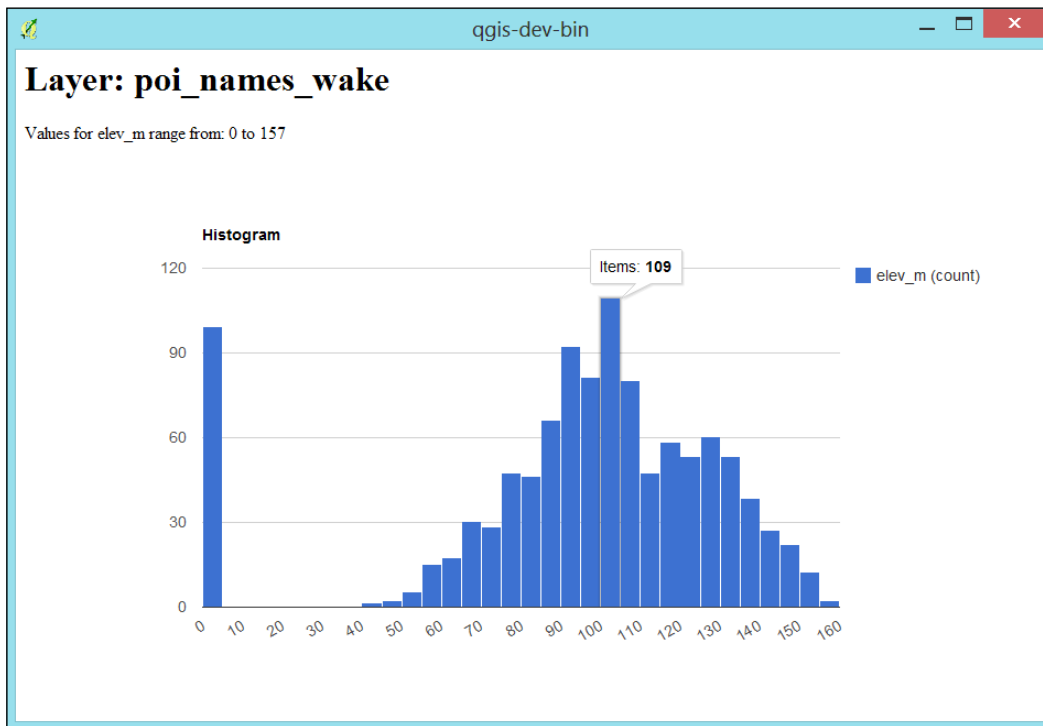 qgis-dev-bin
Layer: poi_names_wake
Values for elev_m range from: 0 to 157
Histogram
Items: 109
elev_m (count)
120
90
60
30
0
0 10 20 30 40 50 60 70 80 90 100 110 120 130 140 150 160